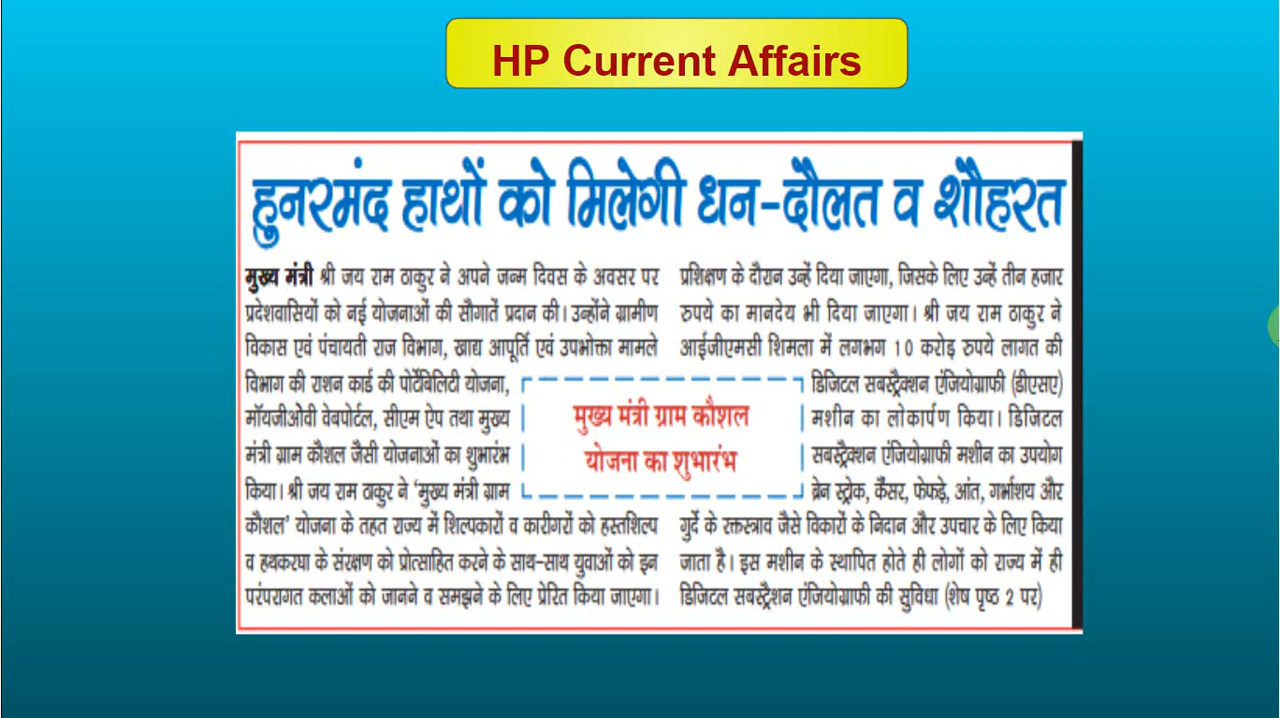 HP Current Affairs
हुनरमंद हाथों को मिलेगी धन-दौलत व शौहरत
मुख्य मंत्री श्री जय राम ठाकुर ने अपने जन्म दिवस के अवसर पर
प्रदेशवासियों को नई योजनाओं की सौगातें प्रदान की। उन्होंने ग्रामीण
विकास एवं पंचायती राज विभाग, खाद्य आपूर्ति एवं उपभोक्ता मामले
विभाग की राशन कार्ड की पोर्टेबिलिटी योजना,
मॉयजीओवी वेबपोर्टल, सीएम ऐप तथा मुख्य
मंत्री ग्राम कौशल जैसी योजनाओं का शुभारंभ
किया। श्री जय राम ठाकुर ने ‘मुख्य मंत्री ग्राम
कौशल’ योजना के तहत राज्य में शिल्पकारों व कारीगरों को हस्तशिल्प
व हथकरघा के संरक्षण को प्रोत्साहित करने के साथ-साथ युवाओं को इन
परंपरागत कलाओं को जानने व समझने के लिए प्रेरित किया जाएगा।
मुख्य मंत्री ग्राम कौशल
योजना का शुभारंभ
प्रशिक्षण के दौरान उन्हें दिया जाएगा, जिसके लिए उन्हें तीन हजार
रुपये का मानदेय भी दिया जाएगा। श्री जय राम ठाकुर ने
आईजीएमसी शिमला में लगभग 10 करोड़ रुपये लागत की
डिजिटल सबस्ट्रैक्शन एंजियोग्राफी (डीएसए)
मशीन का लोकार्पण किया। डिजिटल
सबस्ट्रैक्शन एंजियोग्राफी मशीन का उपयोग
ब्रेन स्ट्रोक, कैंसर, फेफड़े, आंत, गर्भाशय और
गुर्दे के रक्तस्त्राव जैसे विकारों के निदान और उपचार के लिए किया
जाता है। इस मशीन के स्थापित होते ही लोगों को राज्य में ही
डिजिटल सबस्ट्रैशन एंजियोग्राफी की सुविधा (शेष पृष्ठ 2 पर)